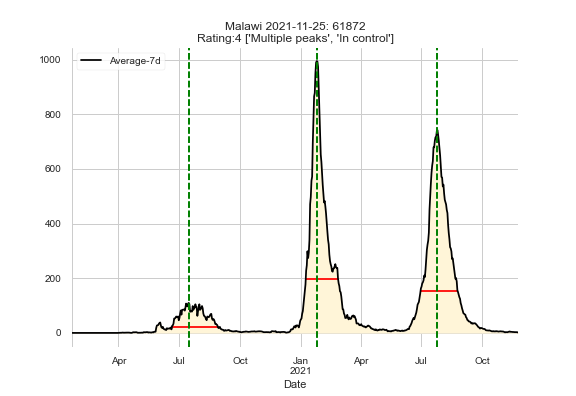 Malawi 2021-11-25: 61872
Rating:4 ['Multiple peaks', 'In control']
Average-7d
1000
800
600
400
200
0
Apr
Jul
Oct
Jan
2021
Apr
Jul
Oct
Date